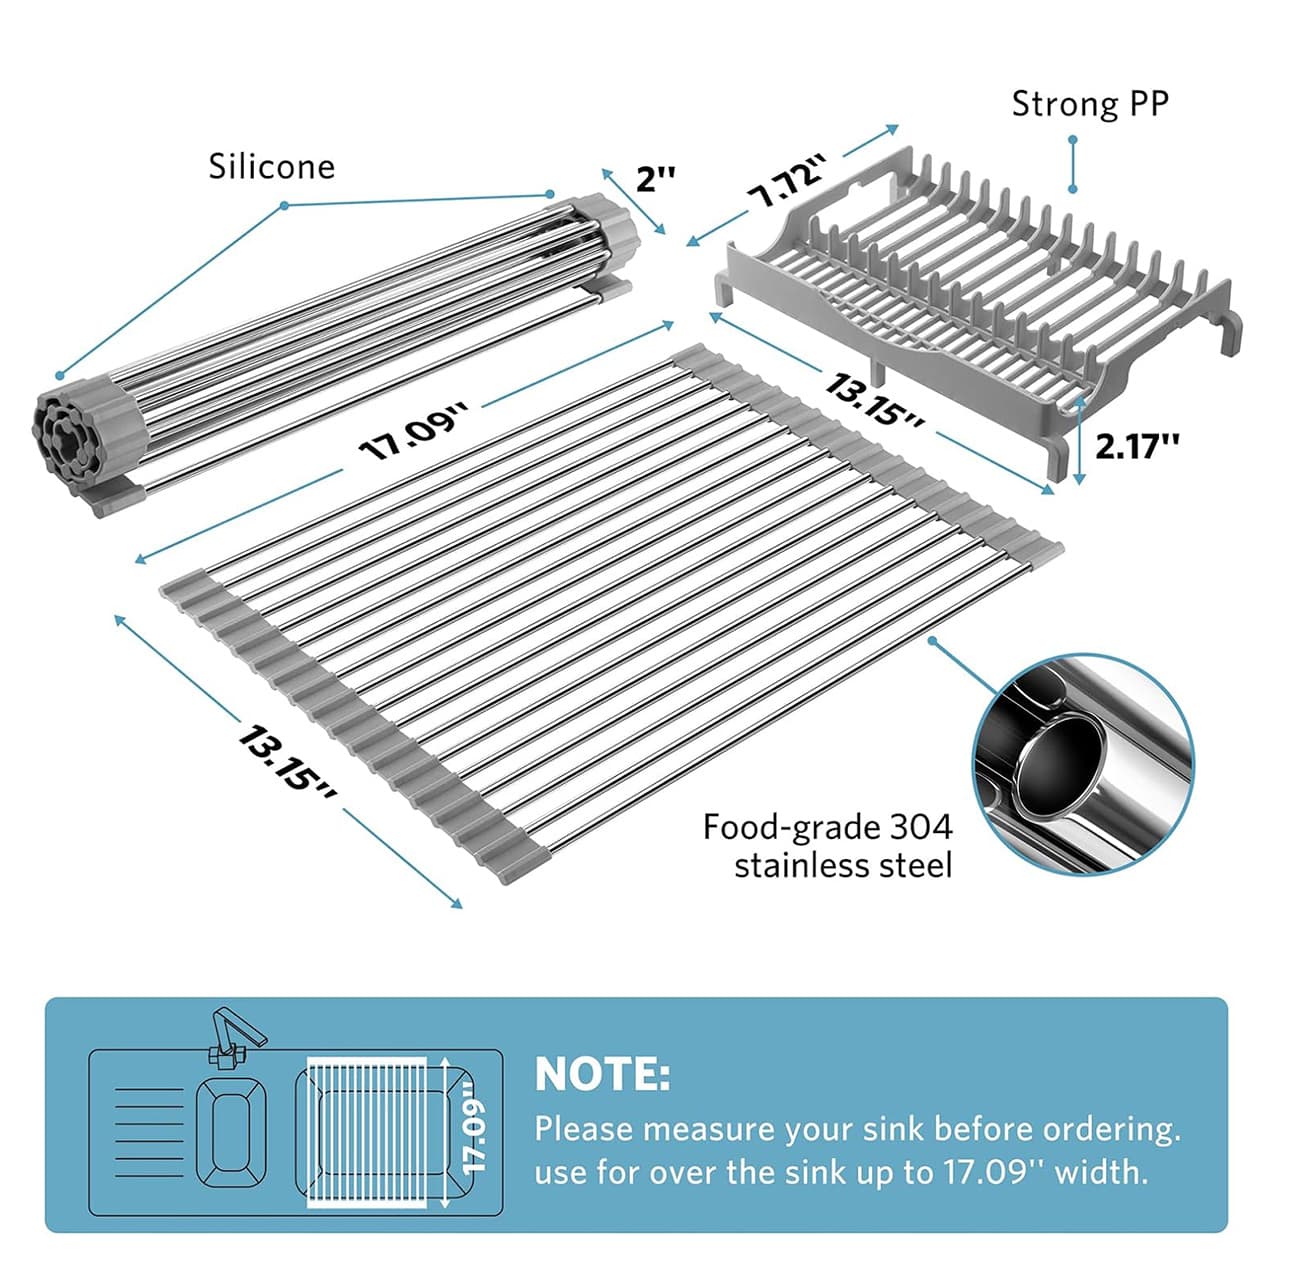 Strong PP
Silicone
2"
7.72"
17.09"
13.15"
2.17"
13.15"
Food-grade 304
stainless steel
17.09"
NOTE:
Please measure your sink before ordering.
use for over the sink up to 17.09" width.